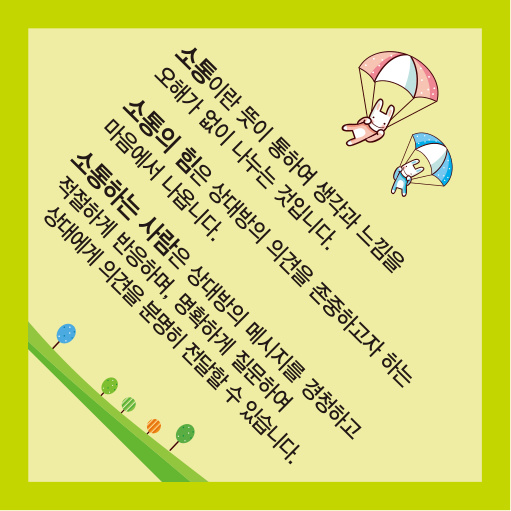 소통이란 뜻이 통하여 생각과 느낌을
오해가 없이 나누는 것입니다.
소통의 힘은 상대방의 의견을 존중하고자 하는
마음에서 나옵니다.
소통하는 사람은 상대방의 메시지를 경청하고
적절하게 반응하며, 명확하게 질문하여
상대에게 의견을 분명히 전달할 수 있습니다.